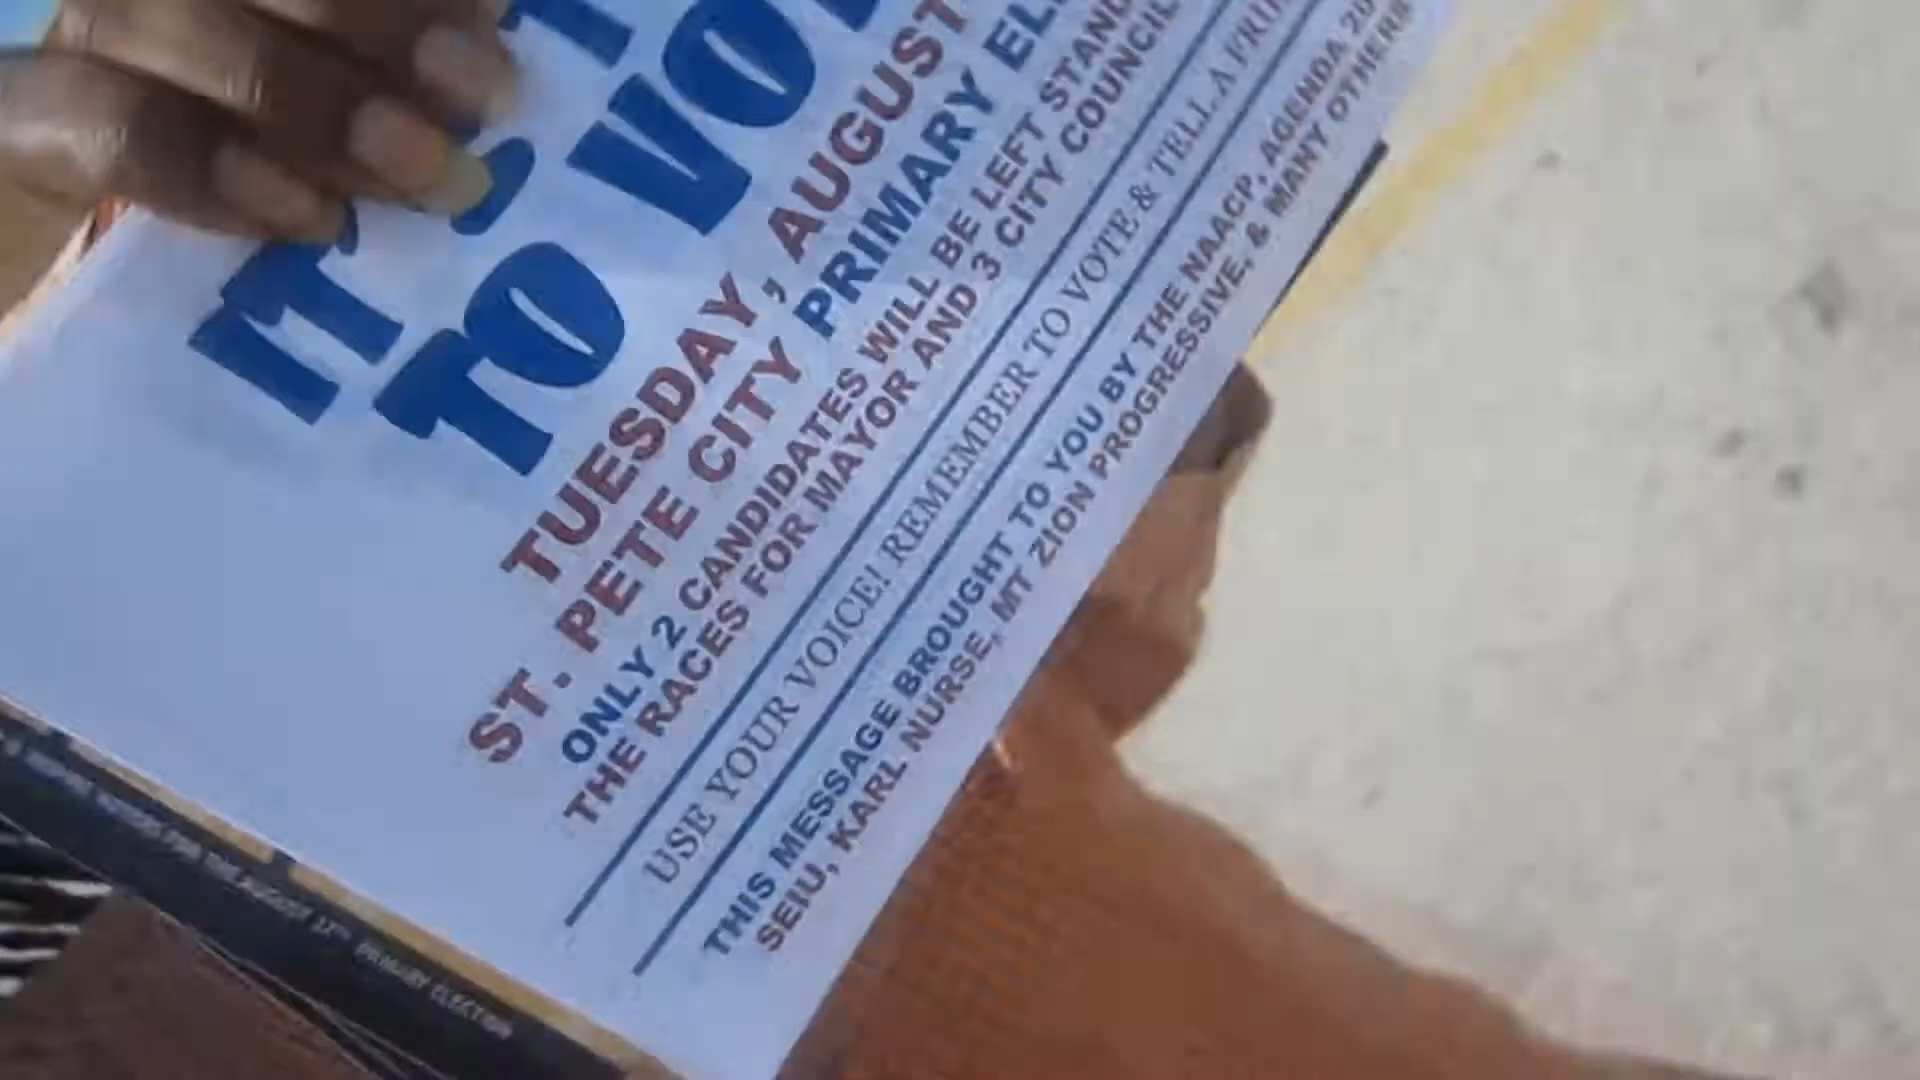 IT'S T
TO VO
TUESDAY, AUGUST
ST. PETE CITY PRIMARY EL
ONLY 2 CANDIDATES WILL BE LEFT STAND
THE RACES FOR MAYOR AND 3 CITY COUNCIL
USE YOUR VOICE! REMEMBER TO VOTE & TELL A FRI
THIS MESSAGE BROUGHT TO YOU BY THE NAACP, AGENDA 20
SEIU, KARL NURSE, MT ZION PROGRESSIVE, & MANY OTHERS
PRIMARY ELECTION